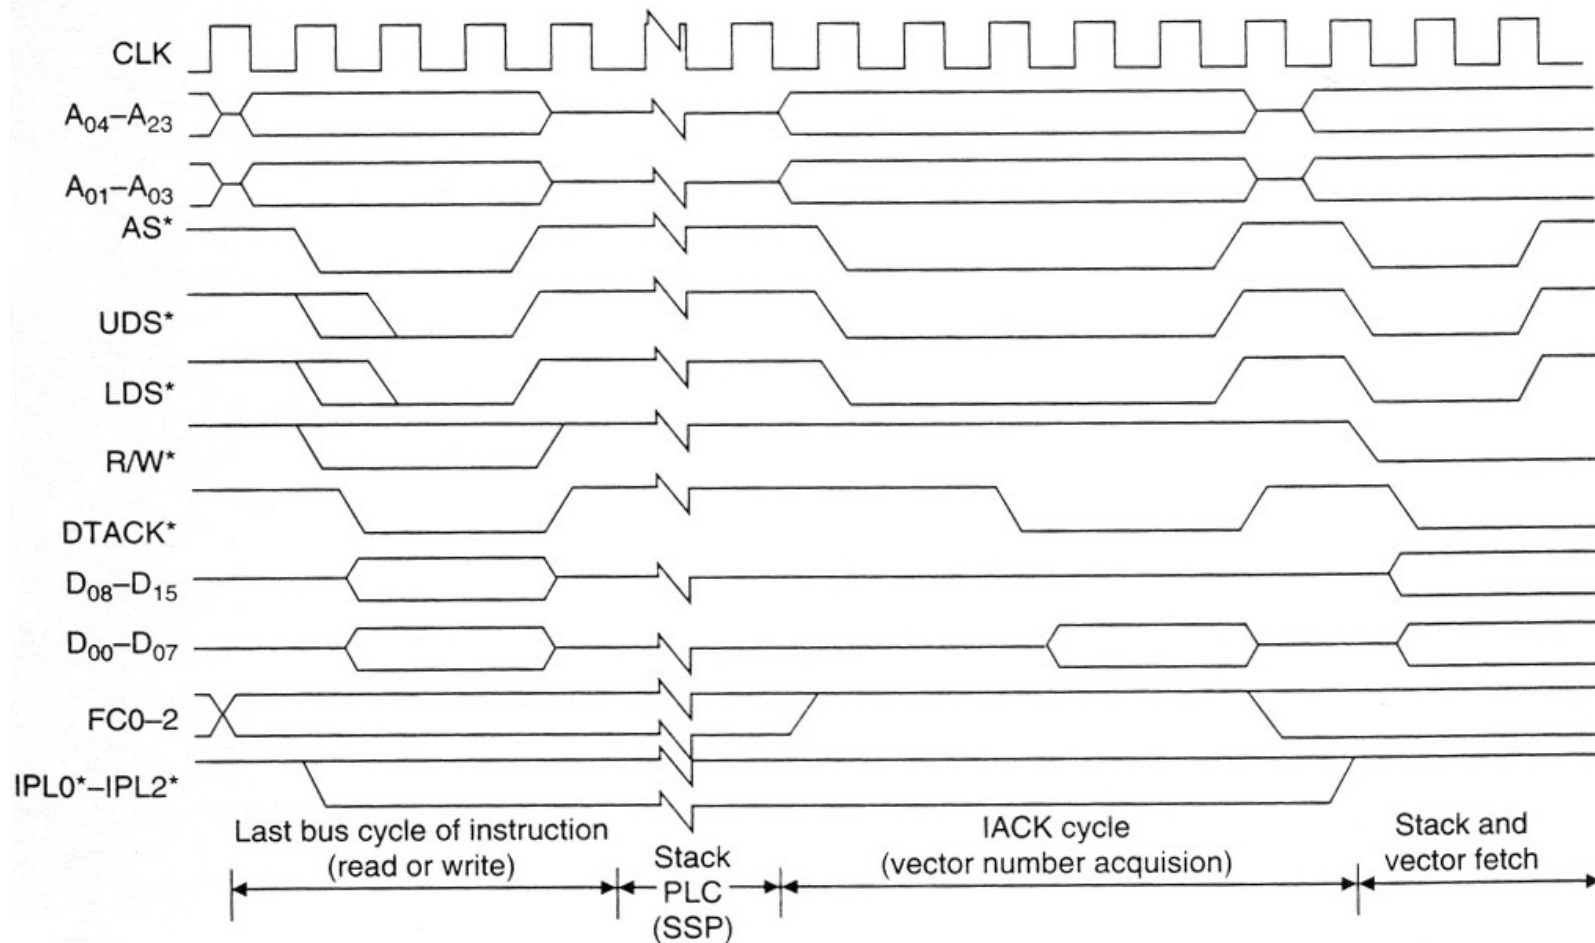 CLK
A04–A23
A01–A03
AS*
UDS*
LDS*
R/W*
DTACK*
D08–D15
D00–D07
FC0–2
IPL0*–IPL2*
Last bus cycle of instruction
(read or write)
Stack
PLC
(SSP)
IACK cycle
(vector number acquision)
Stack and
vector fetch